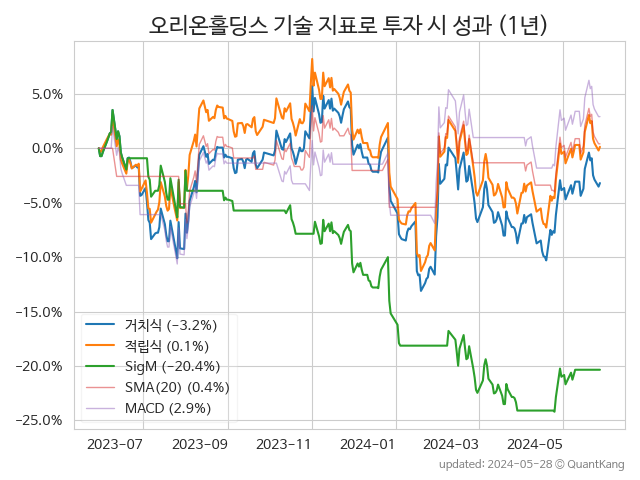 오리온홀딩스 기술 지표로 투자 시 성과 (1년)
5.0%
0.0%
−5.0%
−10.0%
−15.0%
−20.0%
−25.0%
거치식 (−3.2%)
적립식 (0.1%)
SigM (−20.4%)
SMA(20) (0.4%)
MACD (2.9%)
2023−07 2023−09 2023−11 2024−01 2024−03 2024−05
updated: 2024-05-28 © QuantKang